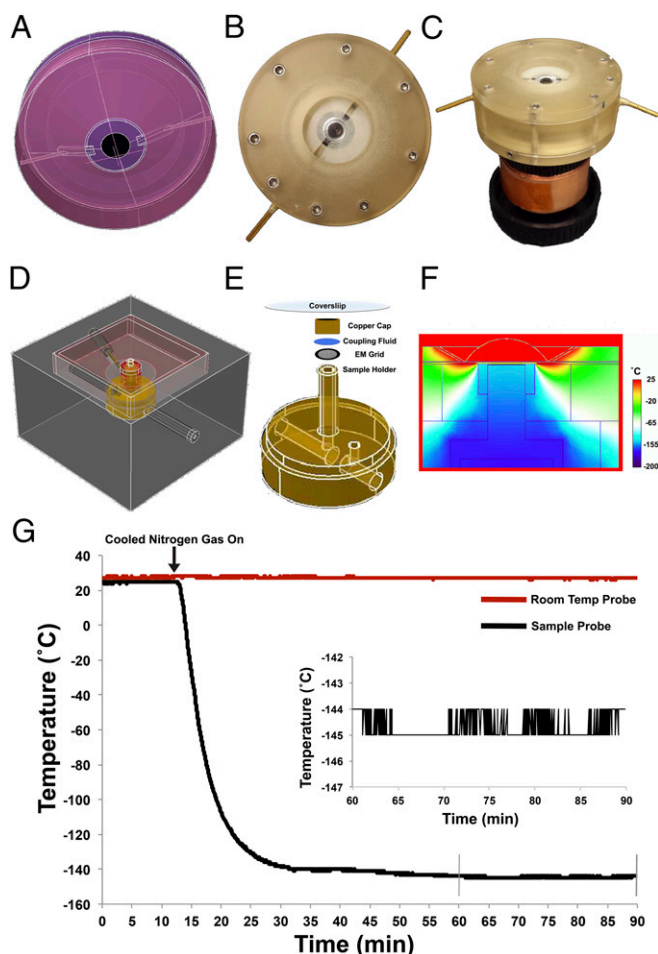 A
B
C
D
E
F
Coversliip
Copper Cap
Coupling Fluid
EM Grid
Sample Holder
˚C
25
-20
-65
-110
-155
-200
G
Cooled Nitrogen Gas On
40
20
0
-20
-40
-60
-80
-100
-120
-140
-160
Temperature (˚C)
Room Temp Probe
Sample Probe
-142
-143
-144
-145
-146
-147
Temperature (˚C)
60 65 70 75 80 85 90
Time (min)
0 5 10 15 20 25 30 35 40 45 50 55 60 65 70 75 80 85 90
Time (min)